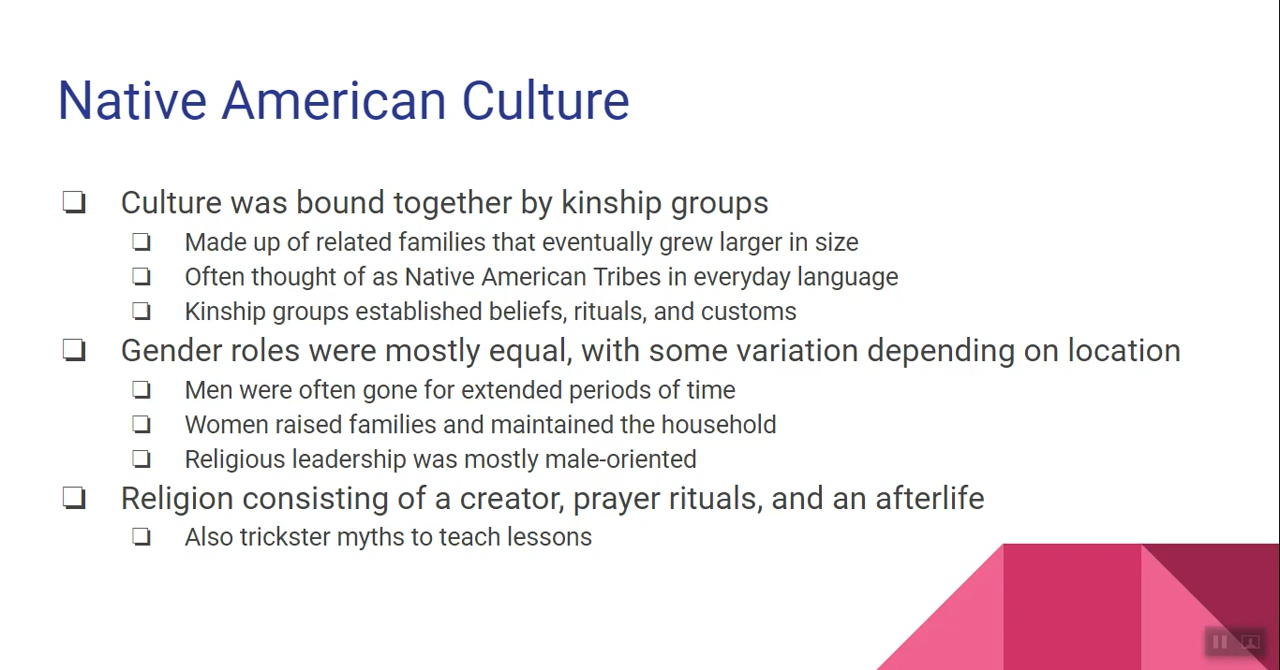 Native American Culture
Culture was bound together by kinship groups
Made up of related families that eventually grew larger in size
Often thought of as Native American Tribes in everyday language
Kinship groups established beliefs, rituals, and customs
Gender roles were mostly equal, with some variation depending on location
Men were often gone for extended periods of time
Women raised families and maintained the household
Religious leadership was mostly male-oriented
Religion consisting of a creator, prayer rituals, and an afterlife
Also trickster myths to teach lessons